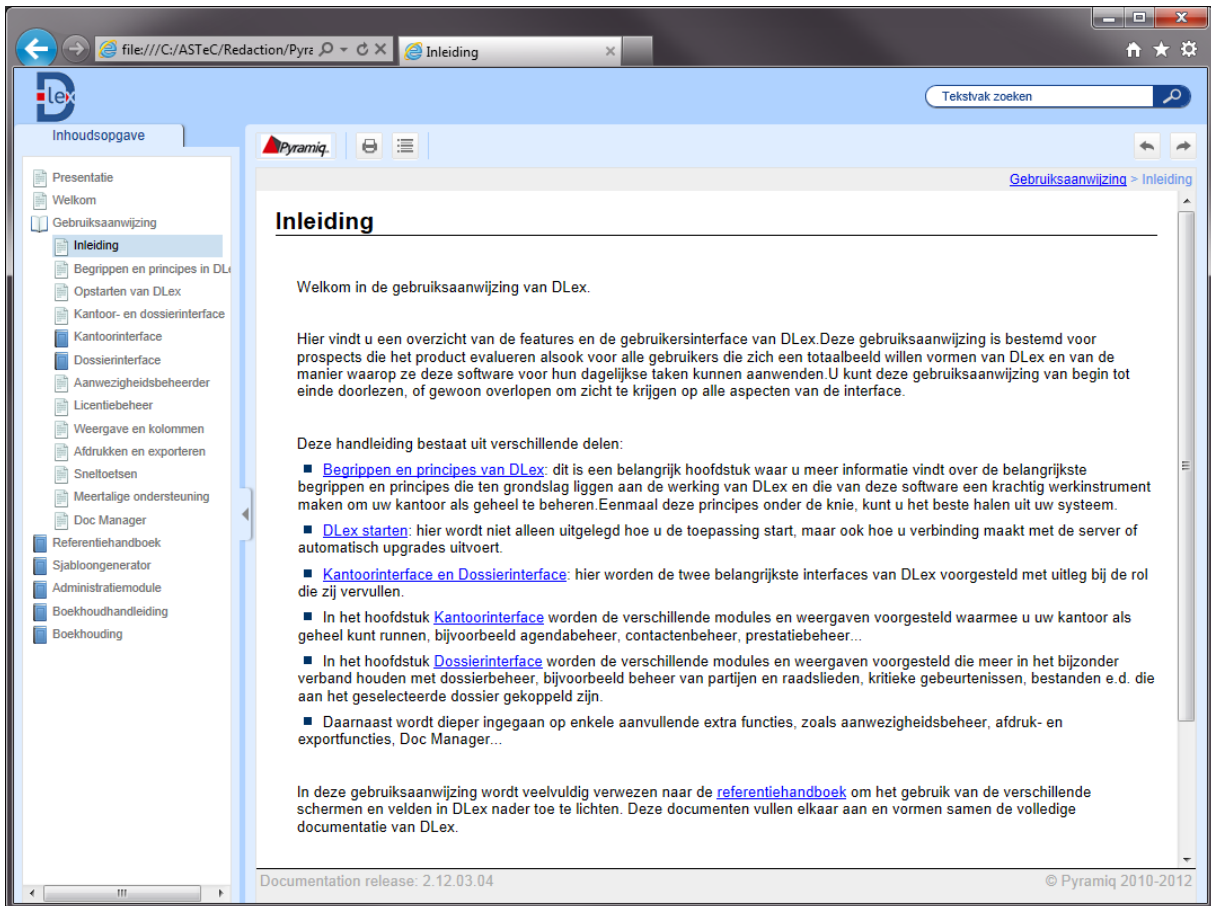 file:///C:/ASTeC/Redaction/Pyra
Inleiding
D
lex
Tekstvak zoeken
Inhoudsopgave
Pyramiq.
Gebruiksaanwijzing > Inleiding
Presentatie
Welkom
Gebruiksaanwijzing
Inleiding
Begrippen en principes in DLe
Opstarten van DLex
Kantoor- en dossierinterface
Kantoorinterface
Dossierinterface
Aanwezigheidsbeheerder
Licentiebeheer
Weergave en kolommen
Afdrukken en exporteren
Sneltoetsen
Meertalige ondersteuning
Doc Manager
Referentiehandboek
Sjabloongenerator
Administratiemodule
Boekhoudhandleiding
Boekhouding
Inleiding
Welkom in de gebruiksaanwijzing van DLex.
Hier vindt u een overzicht van de features en de gebruikersinterface van DLex.Deze gebruiksaanwijzing is bestemd voor
prospects die het product evalueren alsook voor alle gebruikers die zich een totaalbeeld willen vormen van DLex en van de
manier waarop ze deze software voor hun dagelijkse taken kunnen aanwenden.U kunt deze gebruiksaanwijzing van begin tot
einde doorlezen, of gewoon overlopen om zicht te krijgen op alle aspecten van de interface.
Deze handleiding bestaat uit verschillende delen:
■ Begrippen en principes van DLex: dit is een belangrijk hoofdstuk waar u meer informatie vindt over de belangrijkste
begrippen en principes die ten grondslag liggen aan de werking van DLex en die van deze software een krachtig werkinstrument
maken om uw kantoor als geheel te beheren.Eenmaal deze principes onder de knie, kunt u het beste halen uit uw systeem.
■ DLex starten: hier wordt niet alleen uitgelegd hoe u de toepassing start, maar ook hoe u verbinding maakt met de server of
automatisch upgrades uitvoert.
■ Kantoorinterface en Dossierinterface: hier worden de twee belangrijkste interfaces van DLex voorgesteld met uitleg bij de rol
die zij vervullen.
■ In het hoofdstuk Kantoorinterface worden de verschillende modules en weergaven voorgesteld waarmee u uw kantoor als
geheel kunt runnen, bijvoorbeeld agendabeheer, contactenbeheer, prestatiebeheer...
■ In het hoofdstuk Dossierinterface worden de verschillende modules en weergaven voorgesteld die meer in het bijzonder
verband houden met dossierbeheer, bijvoorbeeld beheer van partijen en raadslieden, kritieke gebeurtenissen, bestanden e.d. die
aan het geselecteerde dossier gekoppeld zijn.
■ Daarnaast wordt dieper ingegaan op enkele aanvullende extra functies, zoals aanwezigheidsbeheer, afdruk- en
exportfuncties, Doc Manager...
In deze gebruiksaanwijzing wordt veelvuldig verwezen naar de referentiehandboek om het gebruik van de verschillende
schermen en velden in DLex nader toe te lichten. Deze documenten vullen elkaar aan en vormen samen de volledige
documentatie van DLex.
Documentation release: 2.12.03.04
© Pyramiq 2010-2012